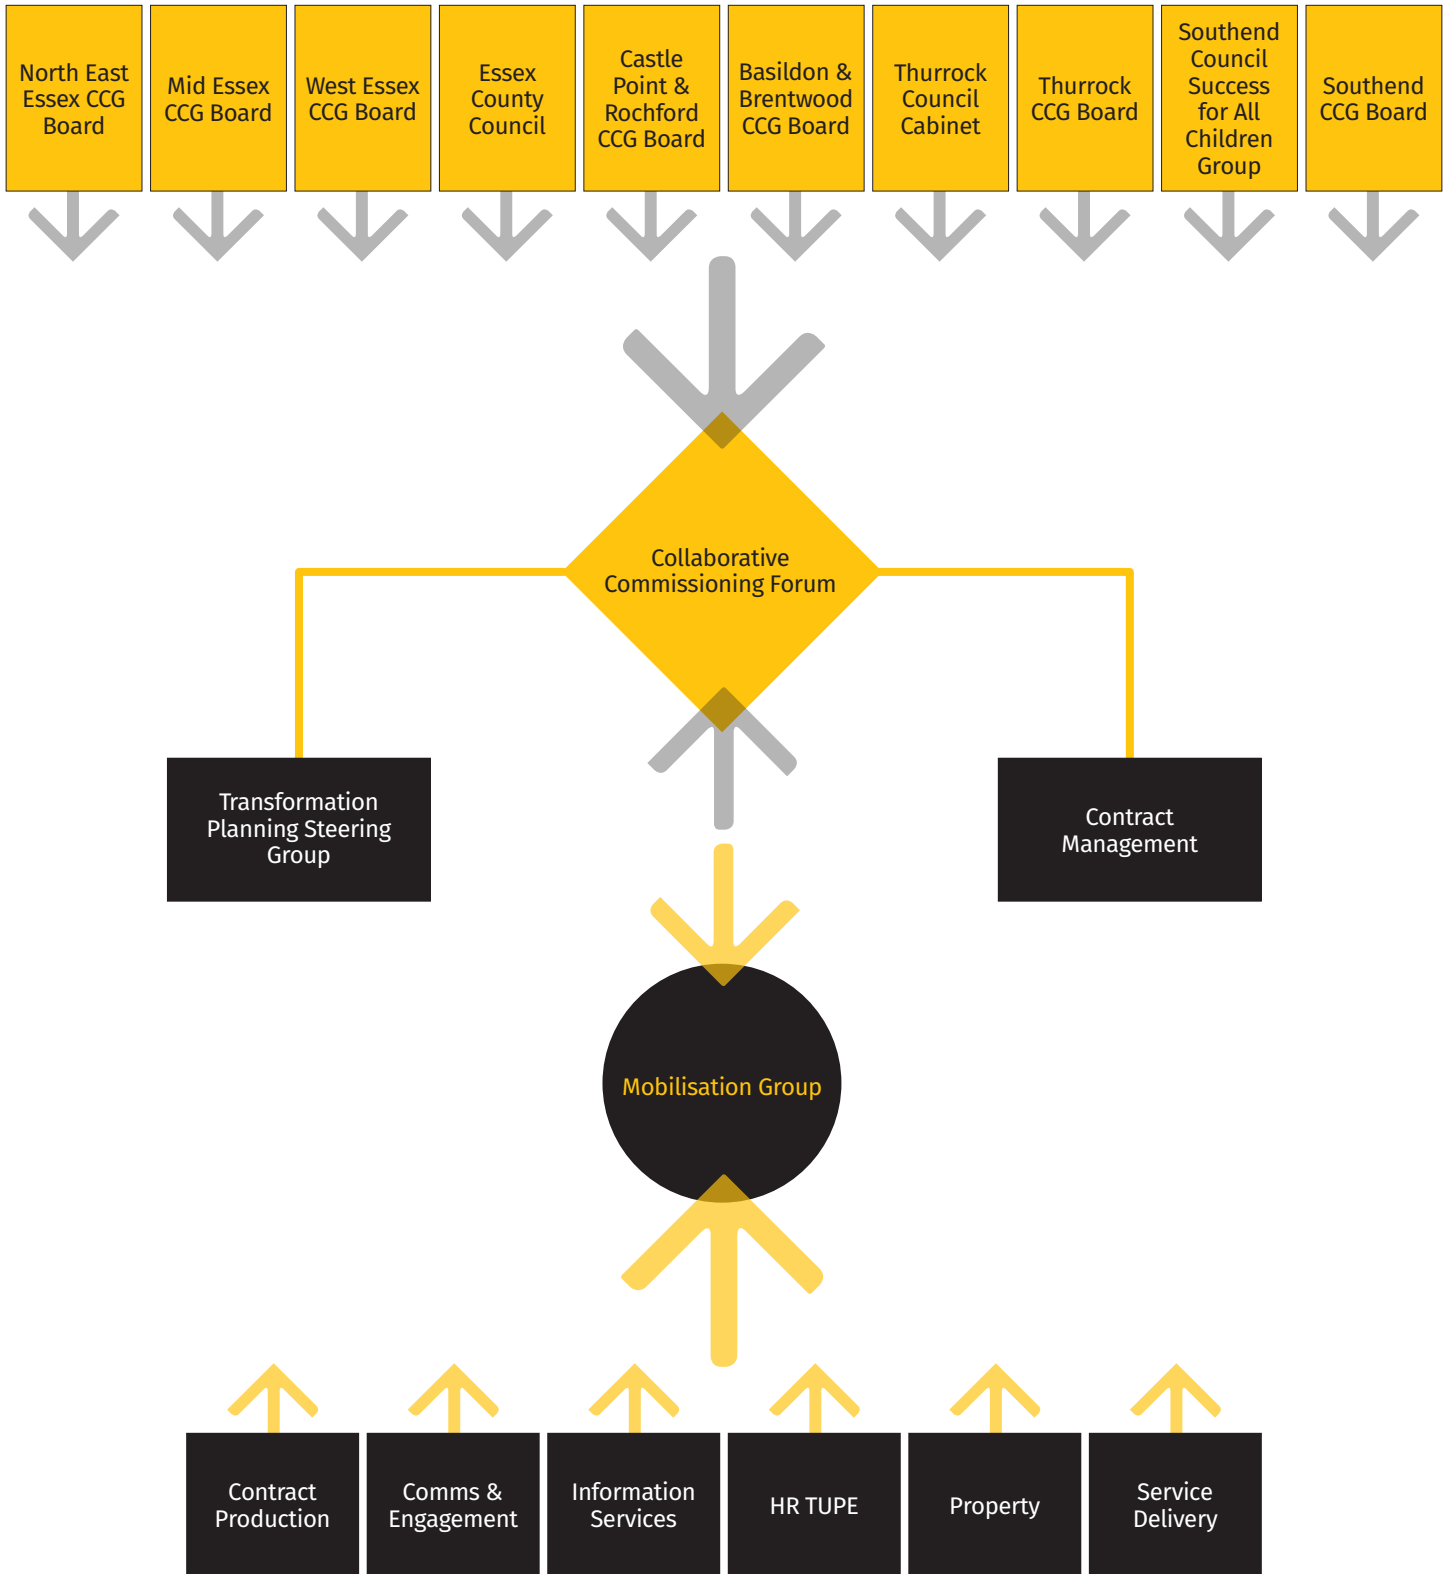 North East
Essex CCG
Board
Mid Essex
CCG Board
West Essex
CCG Board
Essex
County
Council
Castle
Point &
Rochford
CCG Board
Basildon &
Brentwood
CCG Board
Thurrock
Council
Cabinet
Thurrock
CCG Board
Southend
Council
Success
for All
Children
Group
Southend
CCG Board
Collaborative
Commissioning Forum
Transformation
Planning Steering
Group
Contract
Management
Mobilisation Group
Contract
Production
Comms &
Engagement
Information
Services
HR TUPE
Property
Service
Delivery